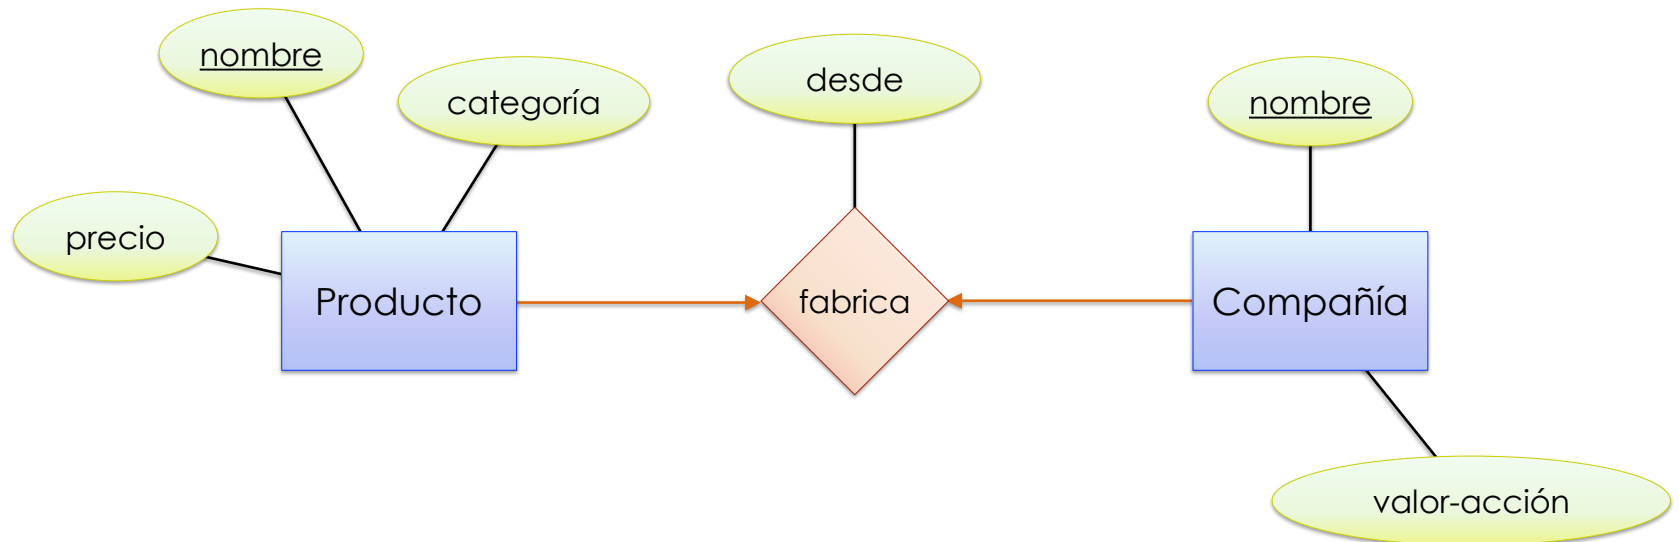 nombre
categoría
precio
Producto
desde
fabrica
nombre
Compañía
valor-acción